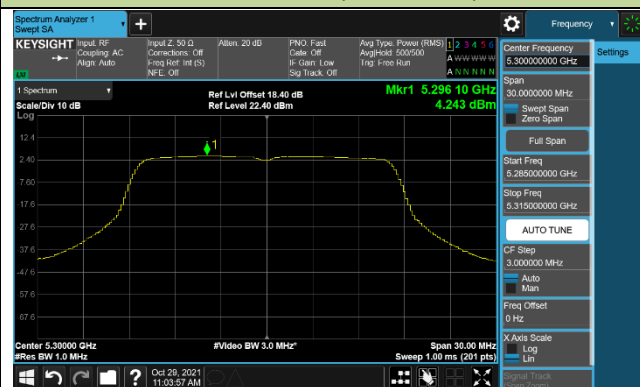 Spectrum Analyzer 1
Swept SA
+
Frequency
KEYSIGHT
Input: RF
Coupling: AC
Align: Auto
Input Z: 50 Ω
Corrections: Off
Freq Ref: Int (S)
NFE: Off
Atten: 20 dB
PNO: Fast
Gate: Off
IF Gain: Low
Sig Track: Off
Avg Type: Power (RMS)
Avg|Hold: 500/500
Trig: Free Run
1 2 3 4 5 6
A W W W W W
A N N N N N
LXI
1 Spectrum
Scale/Div 10 dB
Log
Ref Lvl Offset 18.40 dB
Ref Level 22.40 dBm
Mkr1 5.296 10 GHz
4.243 dBm
1
12.4
2.40
-7.60
-17.6
-27.6
-37.6
-47.6
-57.6
-67.6
Center 5.30000 GHz
#Res BW 1.0 MHz
#Video BW 3.0 MHz*
Span 30.00 MHz
Sweep 1.00 ms (201 pts)
Center Frequency
5.300000000 GHz
Settings
Span
30.0000000 MHz
Swept Span
Zero Span
Full Span
Start Freq
5.285000000 GHz
Stop Freq
5.315000000 GHz
AUTO TUNE
CF Step
3.000000 MHz
Auto
Man
Freq Offset
0 Hz
X Axis Scale
Log
Lin
Signal Track
(Span Zoom)
?
Oct 29, 2021
11:03:57 AM